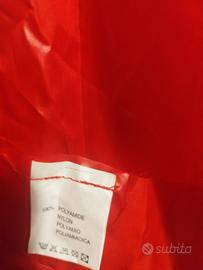 100% POLYAMIDE
NYLON
POLYAMID
POLIAMMIDICA
subito